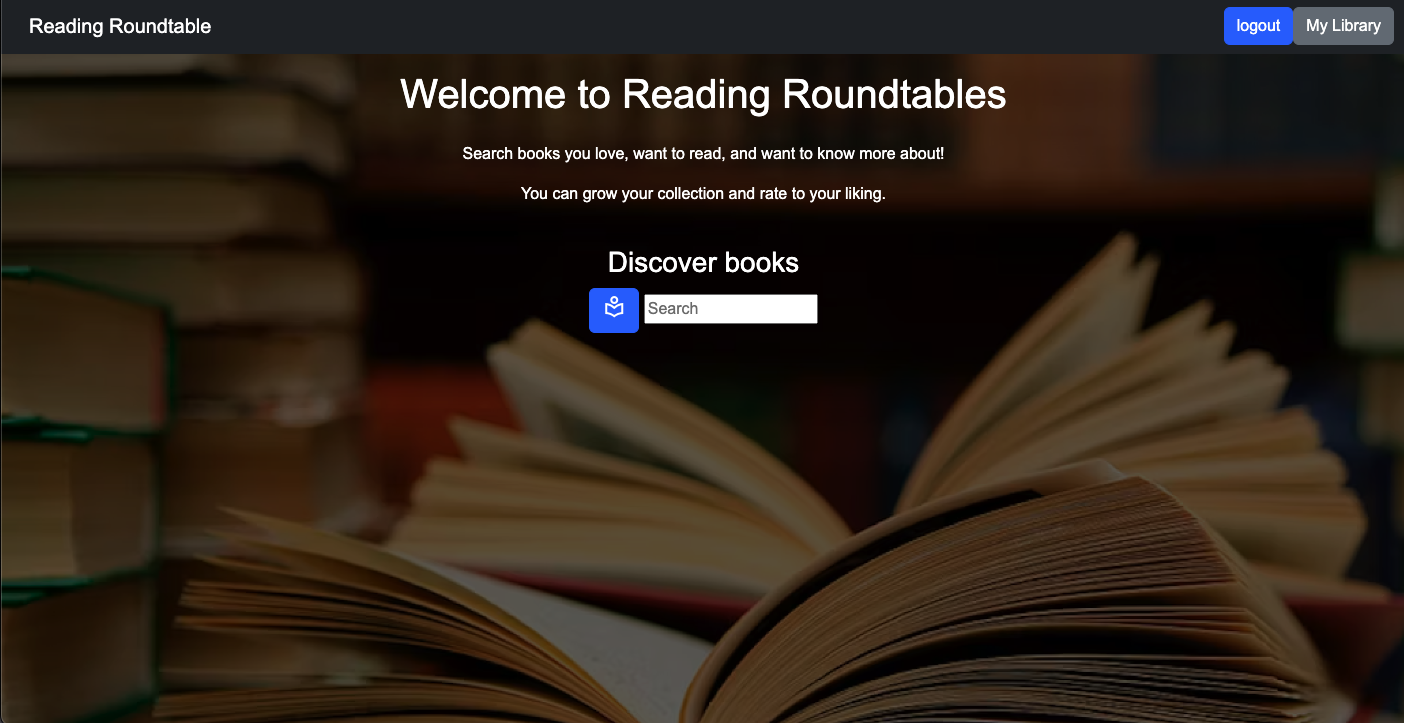 Reading Roundtable
logout My Library
Welcome to Reading Roundtables
Search books you love, want to read, and want to know more about!
You can grow your collection and rate to your liking.
Discover books
Search